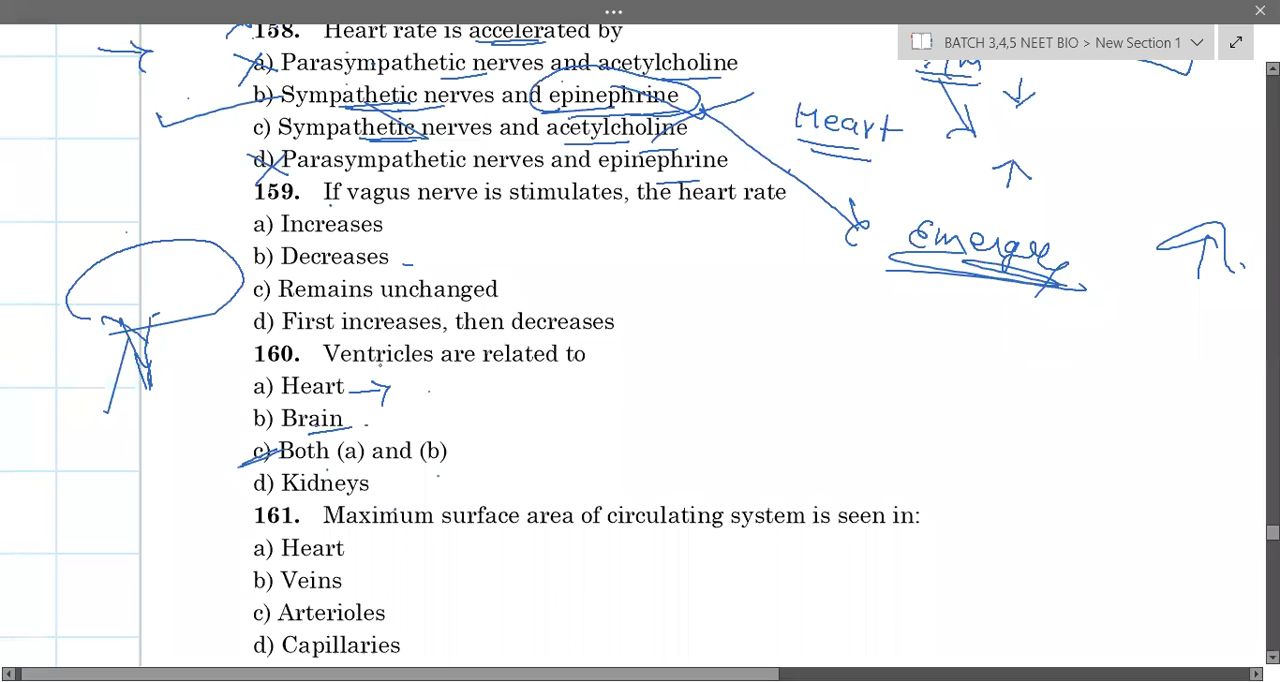 158. Heart rate is accelerated by
BATCH 3,4,5 NEET BIO > New Section 1
a) Parasympathetic nerves and acetylcholine
b) Sympathetic nerves and epinephrine
c) Sympathetic nerves and acetylcholine
Heart
d) Parasympathetic nerves and epinephrine
159. If vagus nerve is stimulates, the heart rate
a) Increases
b) Decreases
c) Remains unchanged
d) First increases, then decreases
160. Ventricles are related to
a) Heart
b) Brain
c) Both (a) and (b)
d) Kidneys
161. Maximum surface area of circulating system is seen in:
a) Heart
b) Veins
c) Arterioles
d) Capillaries